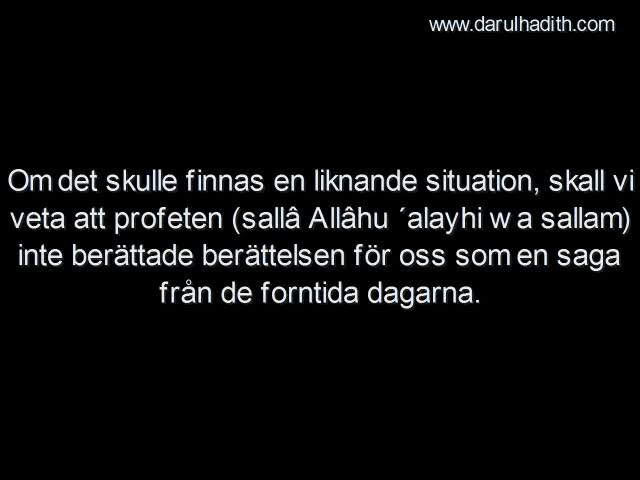 www.darulhadith.com
Om det skulle finnas en liknande situation, skall vi
veta att profeten (sallâ Allâhu ´alayhi wa sallam)
inte berättade berättelsen för oss som en saga
från de forntida dagarna.